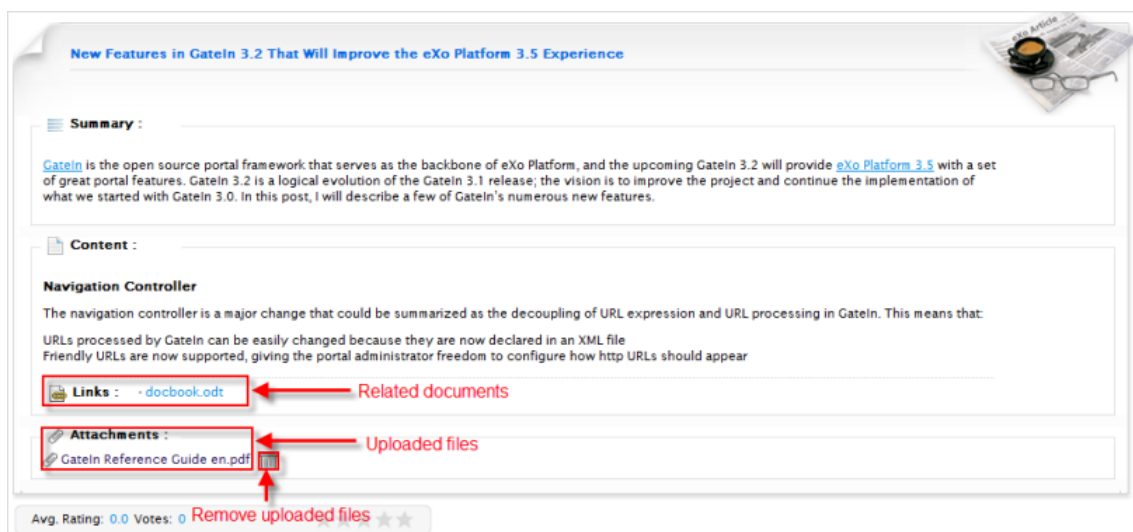 New Features in GateIn 3.2 That Will Improve the eXo Platform 3.5 Experience
eXo Article
Summary :
GateIn is the open source portal framework that serves as the backbone of eXo Platform, and the upcoming GateIn 3.2 will provide eXo Platform 3.5 with a set
of great portal features. GateIn 3.2 is a logical evolution of the GateIn 3.1 release; the vision is to improve the project and continue the implementation of
what we started with GateIn 3.0. In this post, I will describe a few of GateIn's numerous new features.
Content :
Navigation Controller
The navigation controller is a major change that could be summarized as the decoupling of URL expression and URL processing in GateIn. This means that:
URLs processed by GateIn can be easily changed because they are now declared in an XML file
Friendly URLs are now supported, giving the portal administrator freedom to configure how http URLs should appear
Links : - docbook.odt Related documents
Attachments : Uploaded files
GateIn Reference Guide en.pdf
Avg. Rating: 0.0 Votes: 0 Remove uploaded files